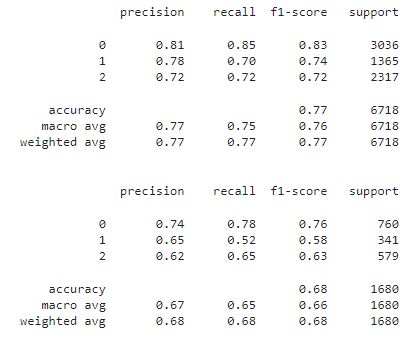 precision recall f1-score support
0 0.81 0.85 0.83 3036
1 0.78 0.70 0.74 1365
2 0.72 0.72 0.72 2317
accuracy 0.77 6718
macro avg 0.77 0.75 0.76 6718
weighted avg 0.77 0.77 0.77 6718
precision recall f1-score support
0 0.74 0.78 0.76 760
1 0.65 0.52 0.58 341
2 0.62 0.65 0.63 579
accuracy 0.68 1680
macro avg 0.67 0.65 0.66 1680
weighted avg 0.68 0.68 0.68 1680